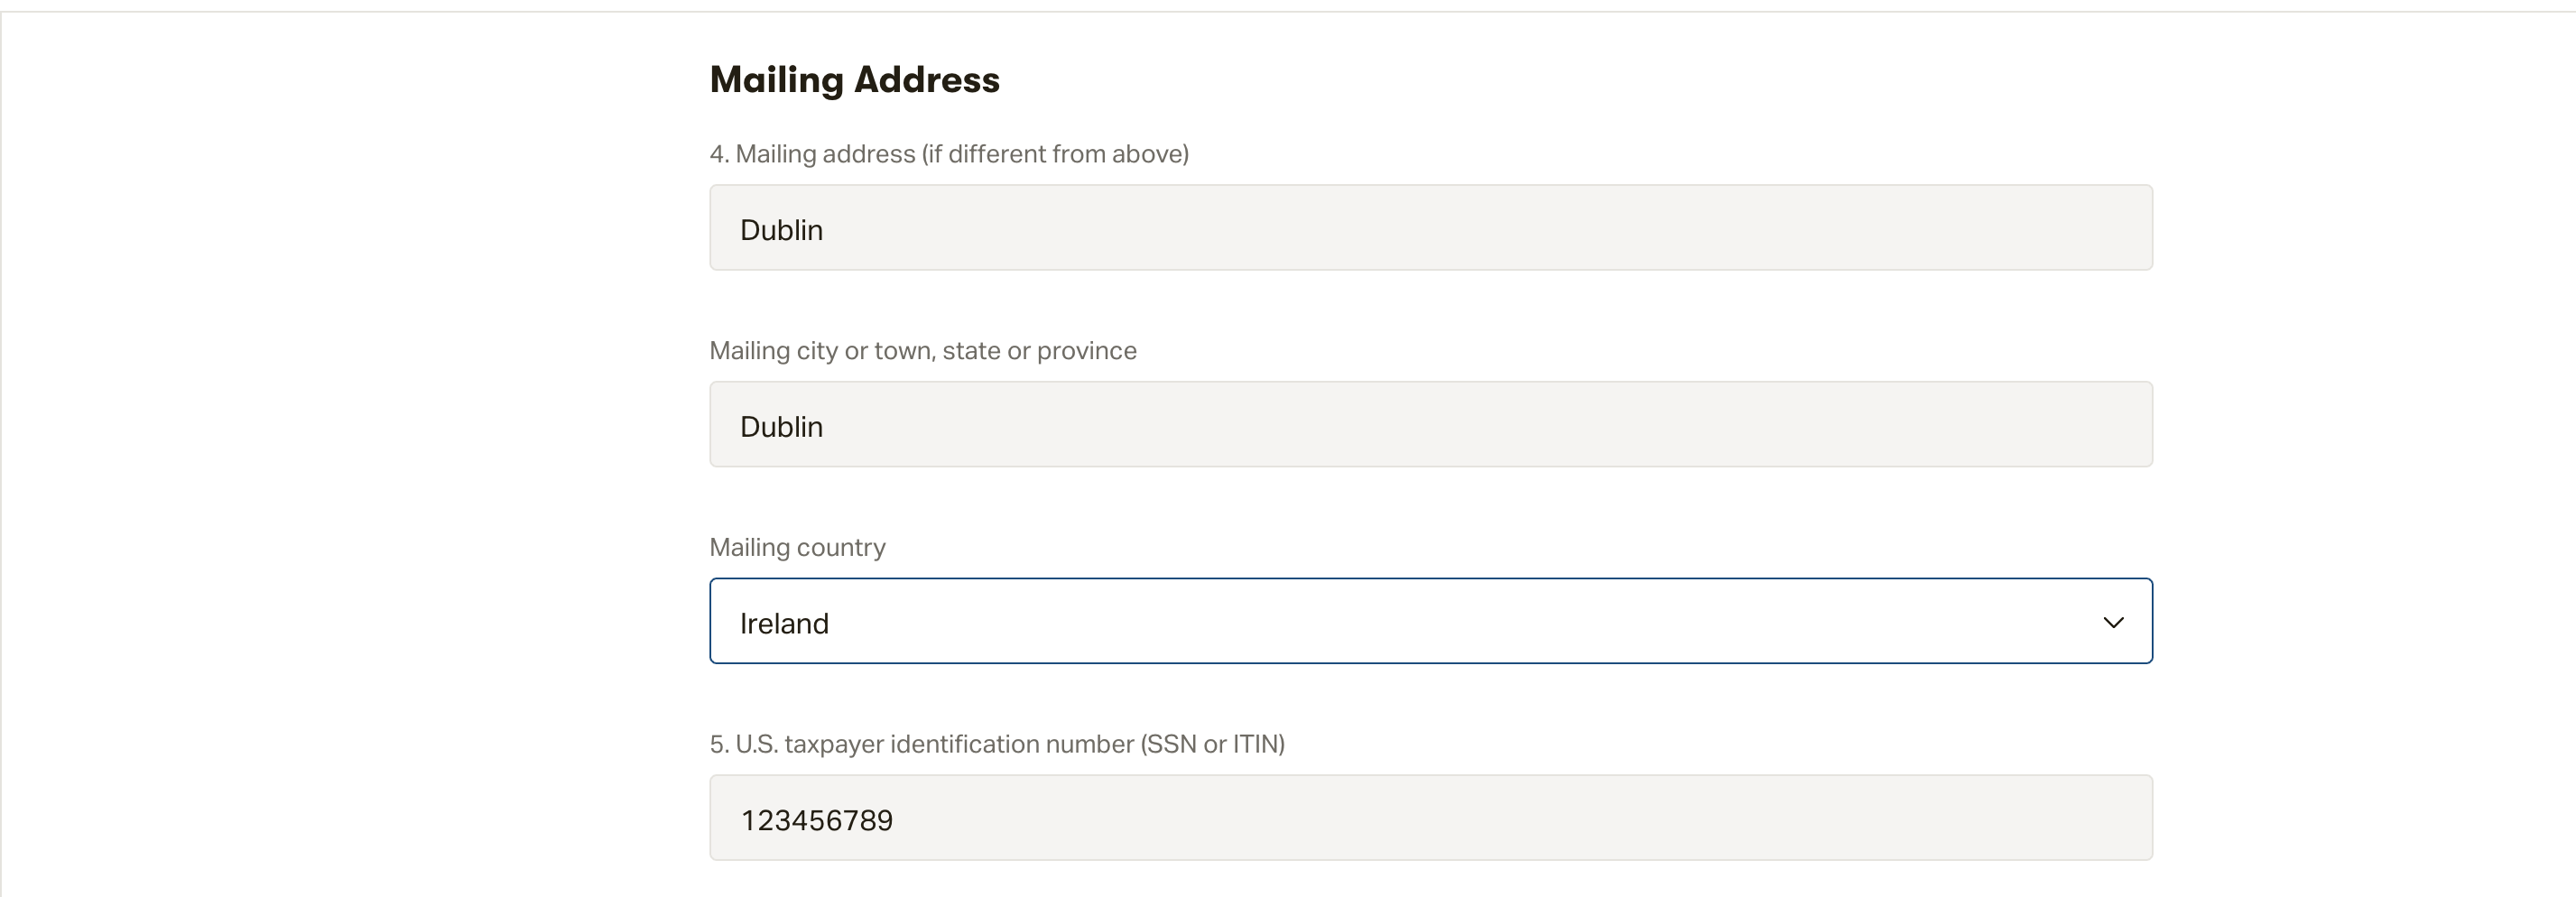 Mailing Address
4. Mailing address (if different from above)
Dublin
Mailing city or town, state or province
Dublin
Mailing country
Ireland
5. U.S. taxpayer identification number (SSN or ITIN)
123456789